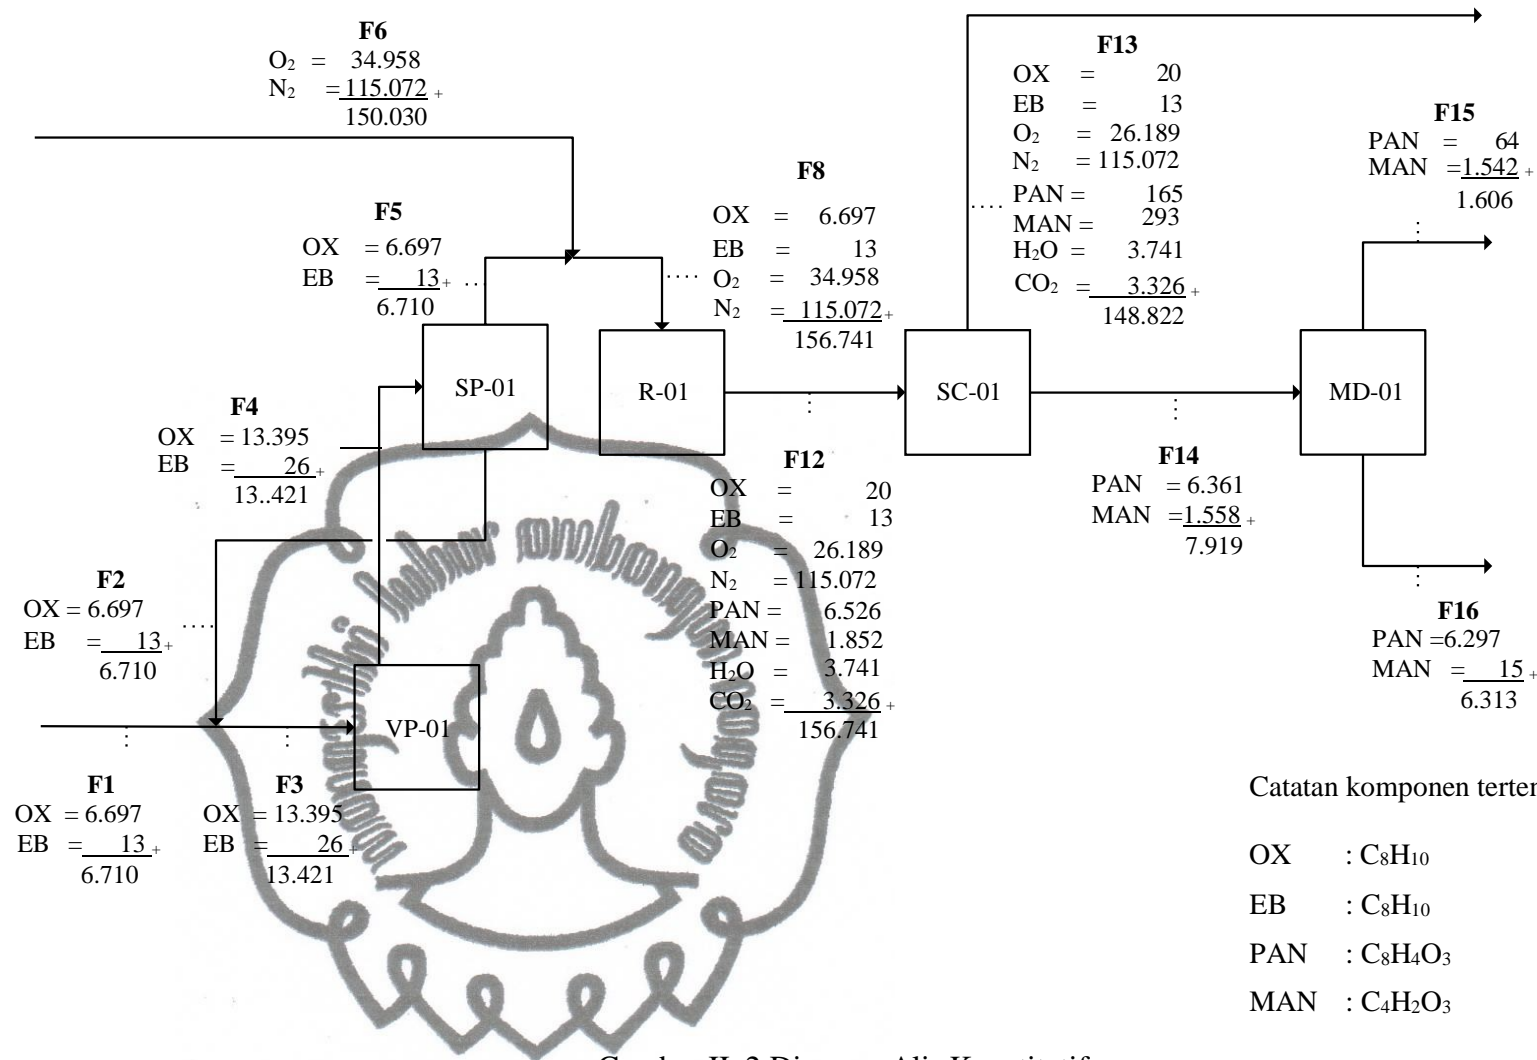 F6
O₂ = 34.958
N₂ = 115.072 +
150.030
F5
OX = 6.697
EB = 13 +
6.710
F8
OX = 6.697
EB = 13
O₂ = 34.958
N₂ = 115.072 +
156.741
F13
OX = 20
EB = 13
O₂ = 26.189
N₂ = 115.072
PAN = 165
MAN = 293
H₂O = 3.741
CO₂ = 3.326 +
148.822
F15
PAN = 64
MAN = 1.542 +
1.606
SP-01
R-01
SC-01
MD-01
F4
OX = 13.395
EB = 26 +
13..421
F12
OX = 20
EB = 13
O₂ = 26.189
N₂ = 115.072
PAN = 6.526
MAN = 1.852
H₂O = 3.741
CO₂ = 3.326 +
156.741
F14
PAN = 6.361
MAN = 1.558 +
7.919
F2
OX = 6.697
EB = 13 +
6.710
F16
PAN = 6.297
MAN = 15 +
6.313
VP-01
F1
OX = 6.697
EB = 13 +
6.710
F3
OX = 13.395
EB = 26 +
13.421
Catatan komponen
OX : C₈H₁₀
EB : C₈H₁₀
PAN : C₈H₄O₃
MAN : C₄H₂O₃